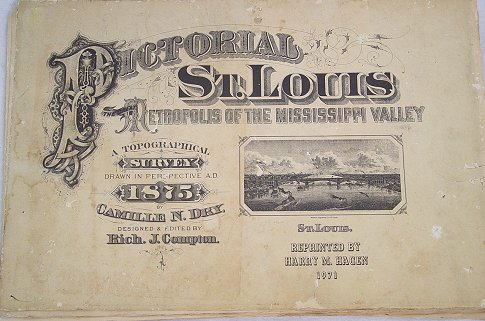 PICTORIAL
ST. LOUIS
THE METROPOLIS OF THE MISSISSIPPI VALLEY
A TOPOGRAPHICAL
SURVEY
DRAWN IN PERSPECTIVE A.D.
1875
BY
CAMILLE N. DRY.
DESIGNED & EDITED BY
Rich. J. Compton.
ST. LOUIS.
REPRINTED BY
HARRY M. HAGEN
1971